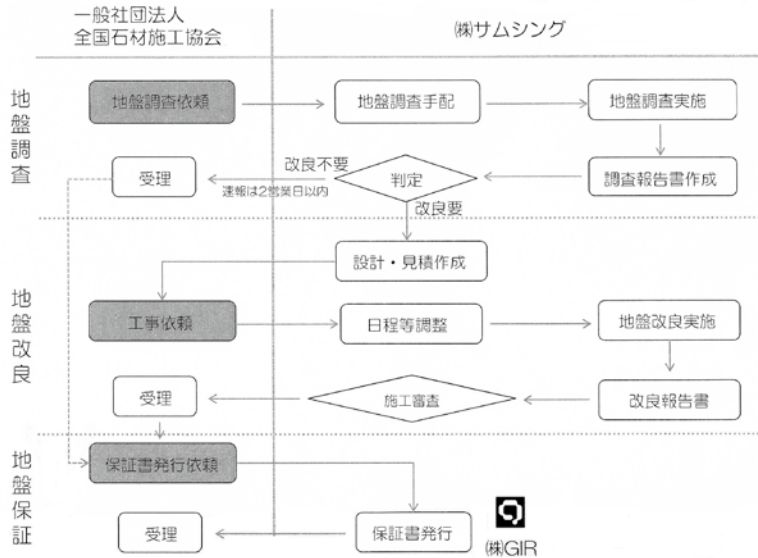 一般社団法人
全国石材施工協会
(株)サムシング
地盤調査
地盤調査依頼
地盤調査手配
地盤調査実施
受理
改良不要
速報は2営業日以内
判定
調査報告書作成
改良要
地盤改良
設計・見積作成
工事依頼
日程等調整
地盤改良実施
受理
施工審査
改良報告書
地盤保証
保証書発行依頼
受理
保証書発行
(株)GIR